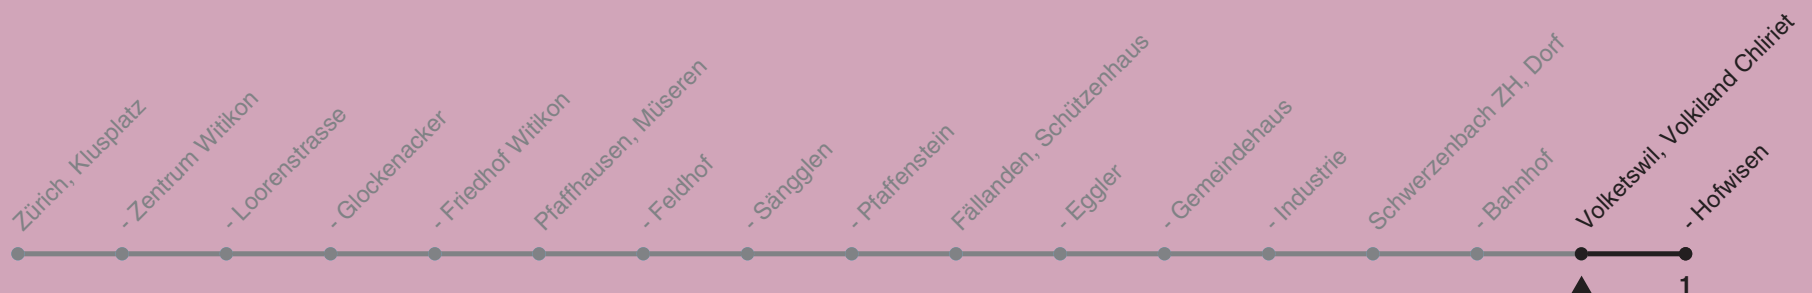 Zürich, Klusplatz
- Zentrum Witikon
- Loorenstrasse
- Glockenacker
- Friedhof Witikon
Pfaffhausen, Müseren
- Feldhof
- Sängglen
- Pfaffenstein
Fällanden, Schützenhaus
- Eggler
- Gemeindehaus
- Industrie
Schwerzenbach ZH, Dorf
- Bahnhof
Volketswil, Volkiland Chliriet
- Hofwisen
1